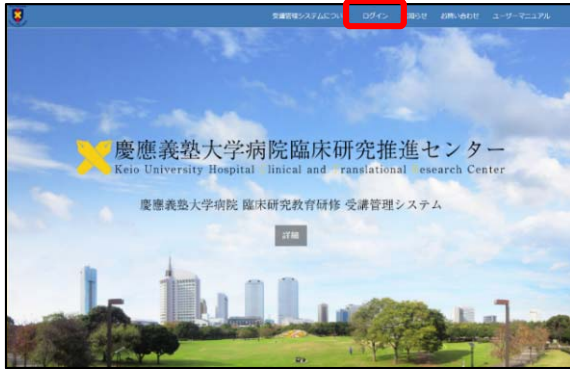 受講管理システムについ ログイン お知らせ お問い合わせ ユーザーマニュアル
慶應義塾大学病院臨床研究推進センター
Keio University Hospital Clinical and Translational Research Center
慶應義塾大学病院 臨床研究教育研修 受講管理システム
詳細